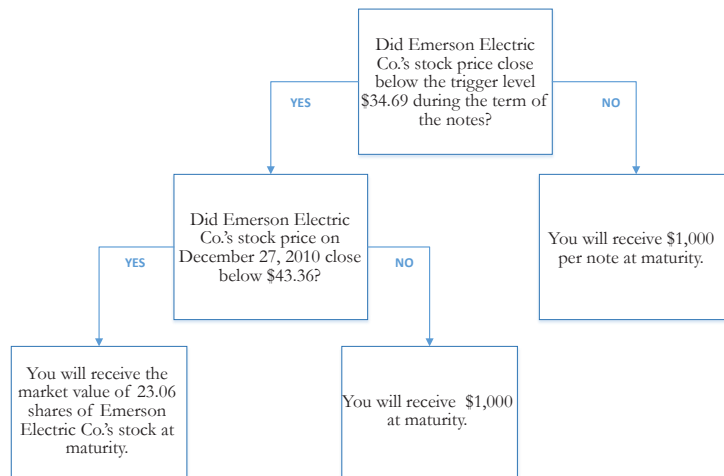 Did Emerson Electric
Co.'s stock price close
below the trigger level
$34.69 during the term of
the notes?
YES
NO
Did Emerson Electric
Co.'s stock price on
December 27, 2010 close
below $43.36?
You will receive $1,000
per note at maturity.
YES
NO
You will receive the
market value of 23.06
shares of Emerson
Electric Co.'s stock at
maturity.
You will receive $1,000
at maturity.